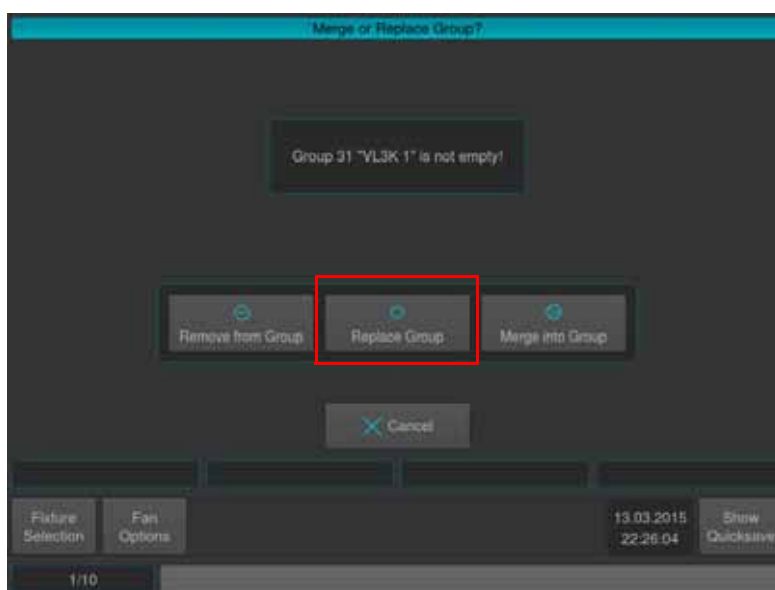 Merge or Replace Group?
Group 31 "VL3K 1" is not empty!
Remove from Group
Replace Group
Merge into Group
Cancel
Fixture
Selection
Fan
Options
13.03.2015
22:26:04
Show
Quicksave
1/10